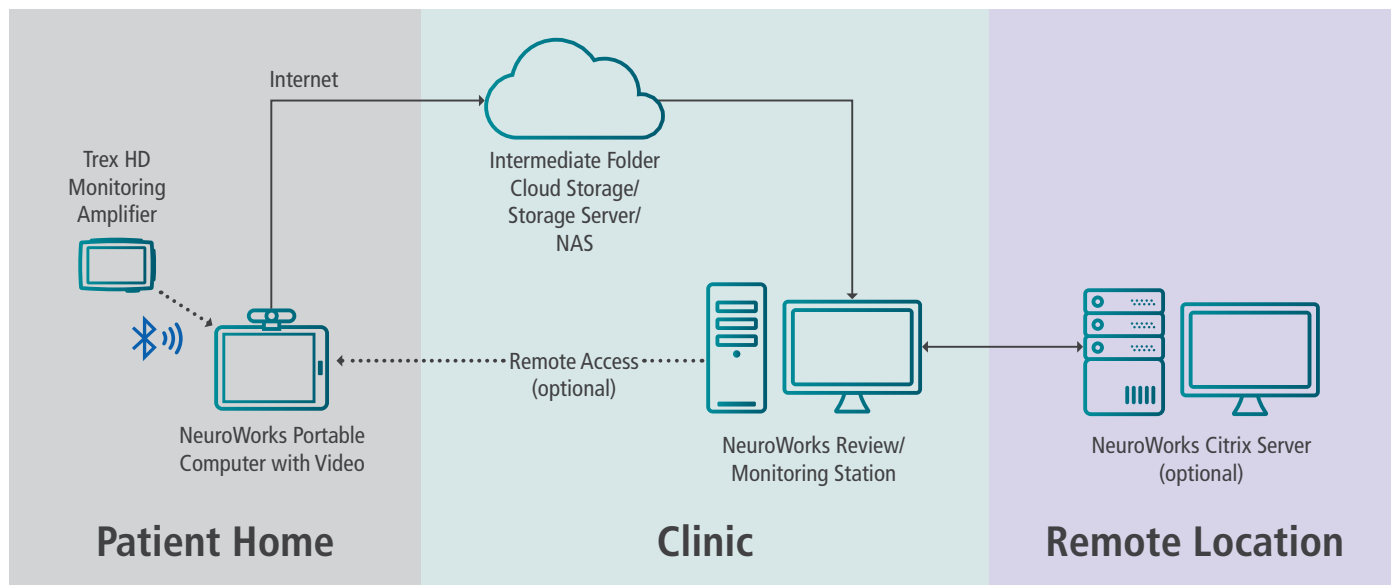 Internet
Trex HD
Monitoring
Amplifier
Intermediate Folder
Cloud Storage/
Storage Server/
NAS
Remote Access
(optional)
NeuroWorks Portable
Computer with Video
NeuroWorks Review/
Monitoring Station
NeuroWorks Citrix Server
(optional)
Patient Home
Clinic
Remote Location